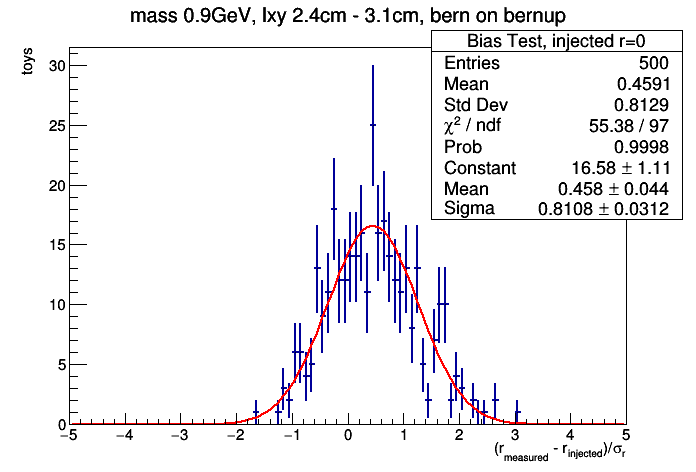 mass 0.9GeV, lxy 2.4cm - 3.1cm, bern on bernup
Bias Test, injected r=0
Entries 500
Mean 0.4591
Std Dev 0.8129
χ² / ndf 55.38 / 97
Prob 0.9998
Constant 16.58 ± 1.11
Mean 0.458 ± 0.044
Sigma 0.8108 ± 0.0312
toys
30
25
20
15
10
5
0
−5 −4 −3 −2 −1 0 1 2 3 4 5
(r_measured - r_injected)/σ_r